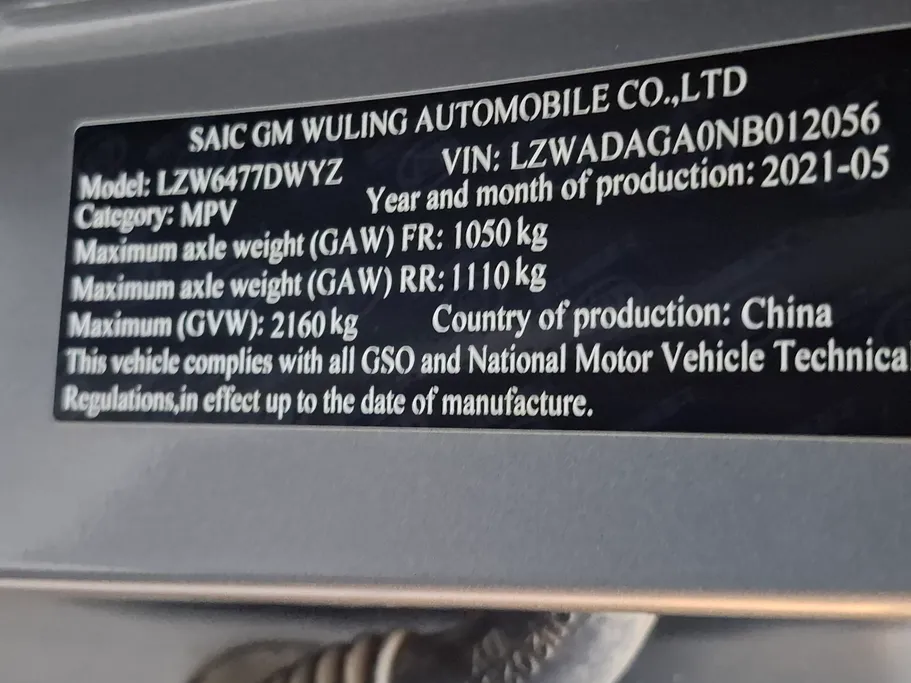 SAIC GM WULING AUTOMOBILE CO.,LTD
Model: LZW6477DWYZ VIN: LZWADAGA0NB012056
Category: MPV Year and month of production: 2021-05
Maximum axle weight (GAW) FR: 1050 kg
Maximum axle weight (GAW) RR: 1110 kg
Maximum (GVW): 2160 kg Country of production: China
This vehicle complies with all GSO and National Motor Vehicle Technical
Regulations,in effect up to the date of manufacture.